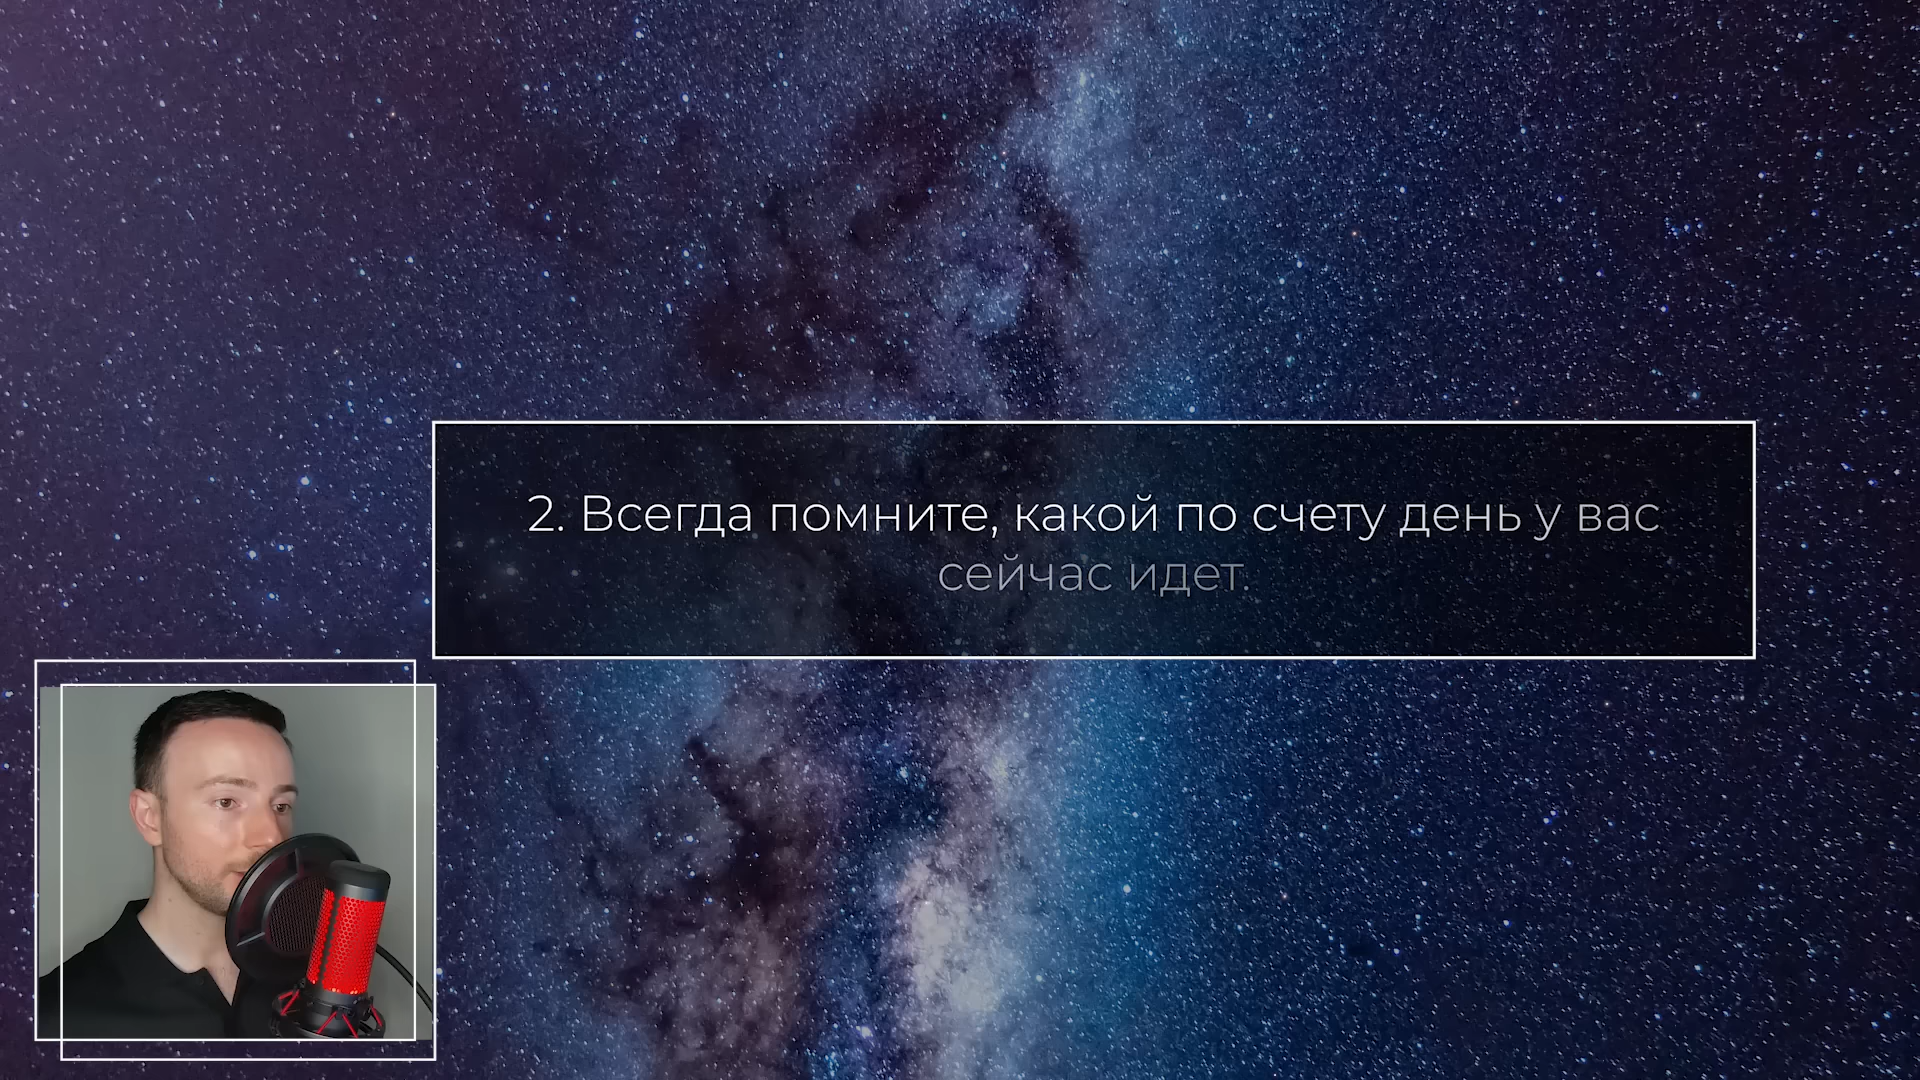 2. Всегда помните, какой по счету день у вас
сейчас идет.